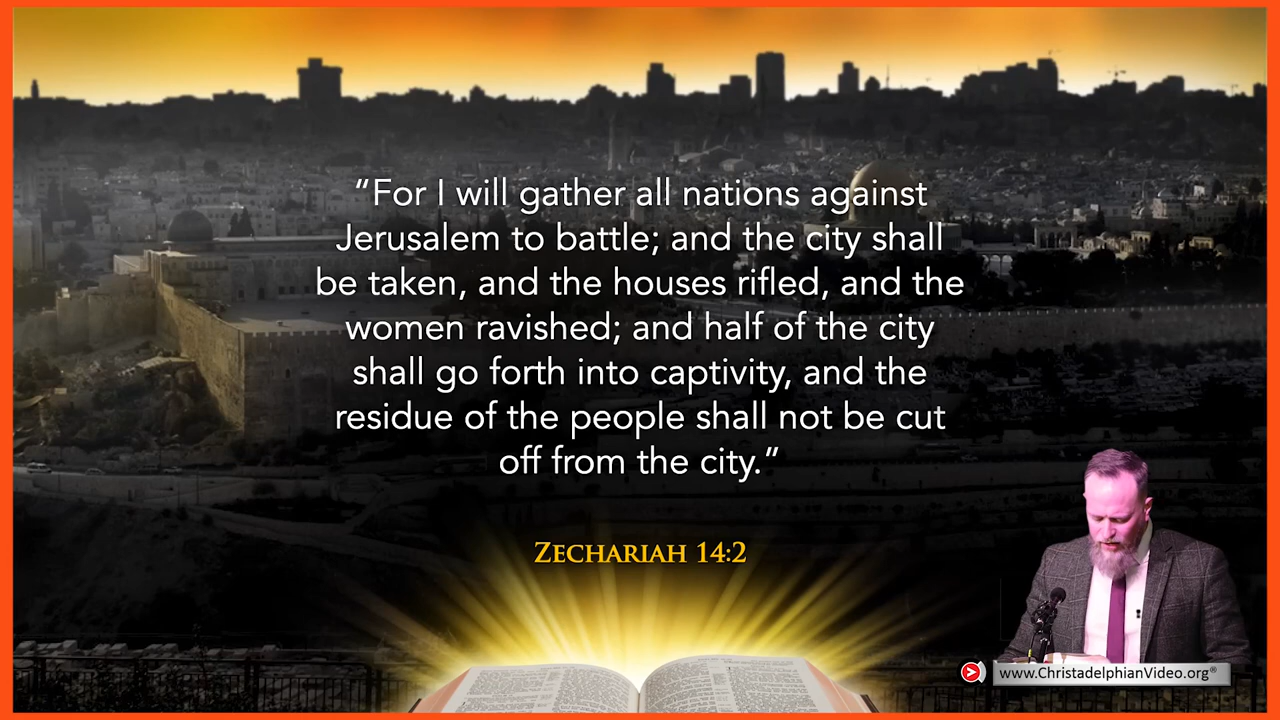 “For I will gather all nations against
Jerusalem to battle; and the city shall
be taken, and the houses rifled, and the
women ravished; and half of the city
shall go forth into captivity, and the
residue of the people shall not be cut
off from the city.”
Zechariah 14:2
www.ChristadelphianVideo.org®